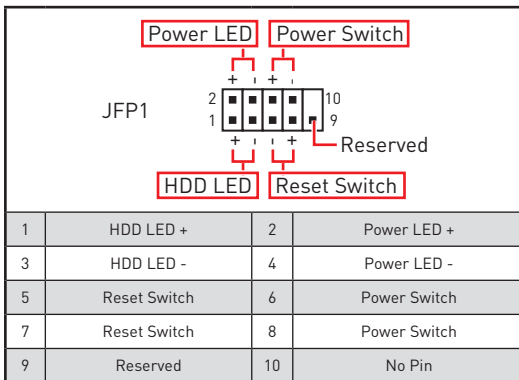 Power LED Power Switch
+ - + -
JFP1
2 10
1 9
+ - - +
Reserved
HDD LED Reset Switch
1 HDD LED + 2 Power LED +
3 HDD LED - 4 Power LED -
5 Reset Switch 6 Power Switch
7 Reset Switch 8 Power Switch
9 Reserved 10 No Pin